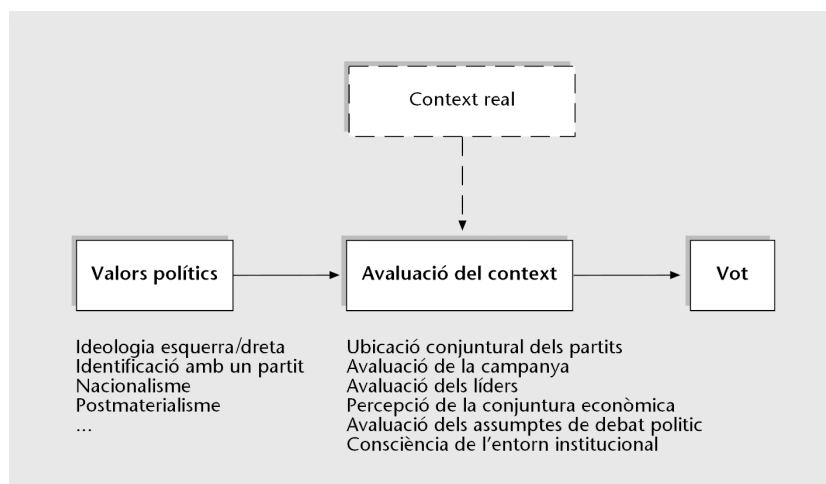 Context real
Valors polítics
Avaluació del context
Vot
Ideologia esquerra/dreta
Identificació amb un partit
Nacionalisme
Postmaterialisme
...
Ubicació conjuntural dels partits
Avaluació de la campanya
Avaluació dels líders
Percepció de la conjuntura econòmica
Avaluació dels assumptes de debat politic
Consciència de l'entorn institucional